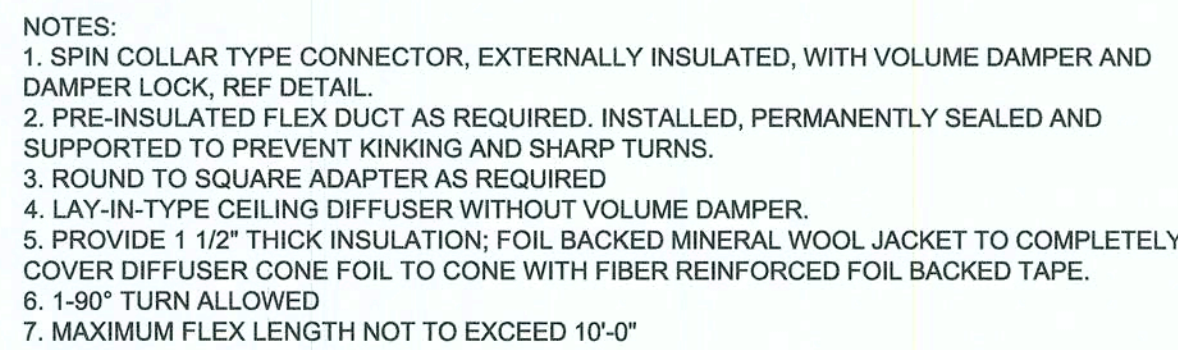 NOTES:
1. SPIN COLLAR TYPE CONNECTOR, EXTERNALLY INSULATED, WITH VOLUME DAMPER AND
DAMPER LOCK, REF DETAIL.
2. PRE-INSULATED FLEX DUCT AS REQUIRED. INSTALLED, PERMANENTLY SEALED AND
SUPPORTED TO PREVENT KINKING AND SHARP TURNS.
3. ROUND TO SQUARE ADAPTER AS REQUIRED
4. LAY-IN-TYPE CEILING DIFFUSER WITHOUT VOLUME DAMPER.
5. PROVIDE 1 1/2" THICK INSULATION; FOIL BACKED MINERAL WOOL JACKET TO COMPLETELY
COVER DIFFUSER CONE FOIL TO CONE WITH FIBER REINFORCED FOIL BACKED TAPE.
6. 1-90° TURN ALLOWED
7. MAXIMUM FLEX LENGTH NOT TO EXCEED 10'-0"